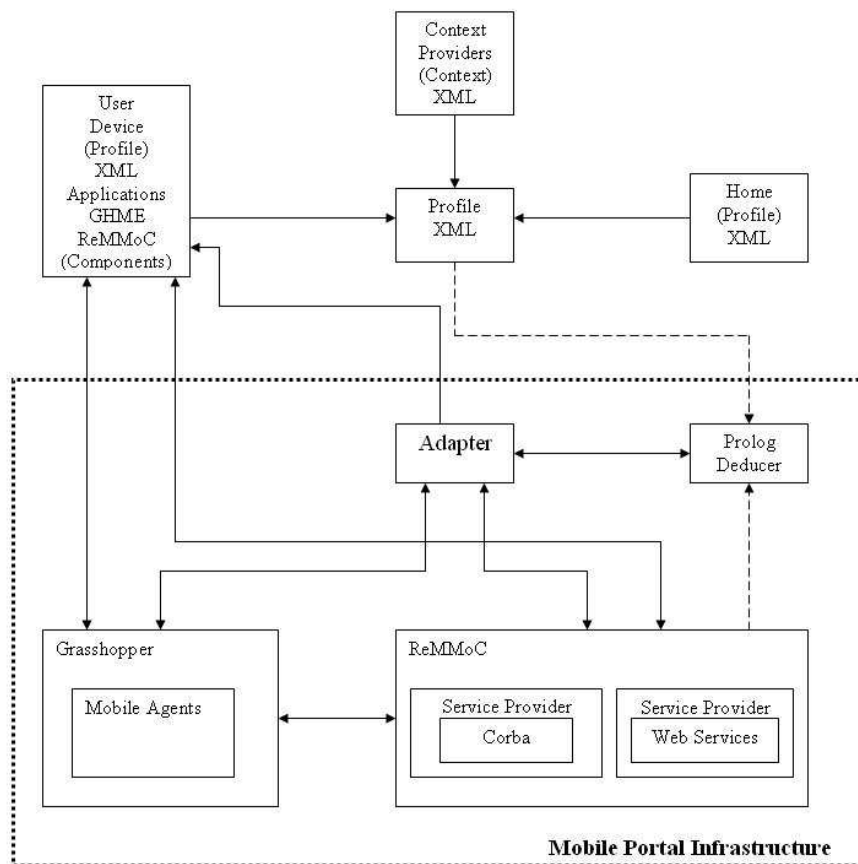 Context
Providers
(Context)
XML
User
Device
(Profile)
XML
Applications
GHME
ReMMoC
(Components)
Profile
XML
Home
(Profile)
XML
Adapter
Prolog
Deducer
Grasshopper
Mobile Agents
ReMMoC
Service Provider
Corba
Service Provider
Web Services
Mobile Portal Infrastructure